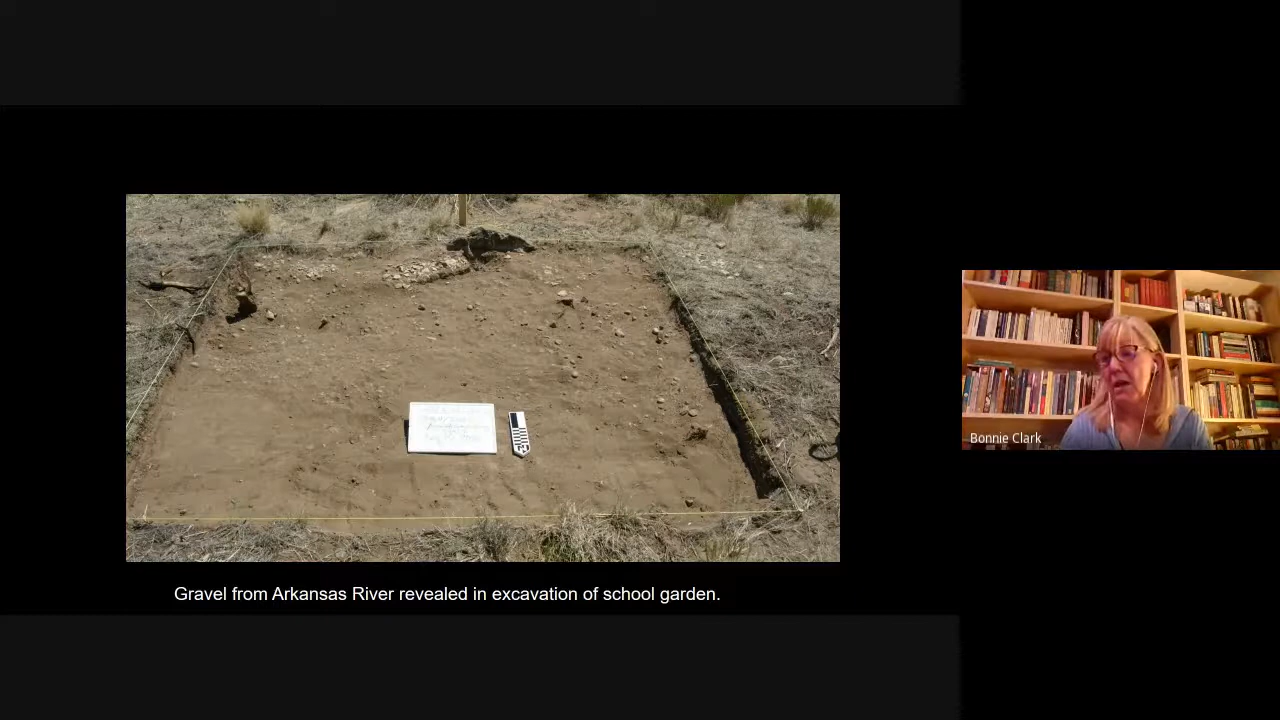 Gravel from Arkansas River revealed in excavation of school garden.
Bonnie Clark